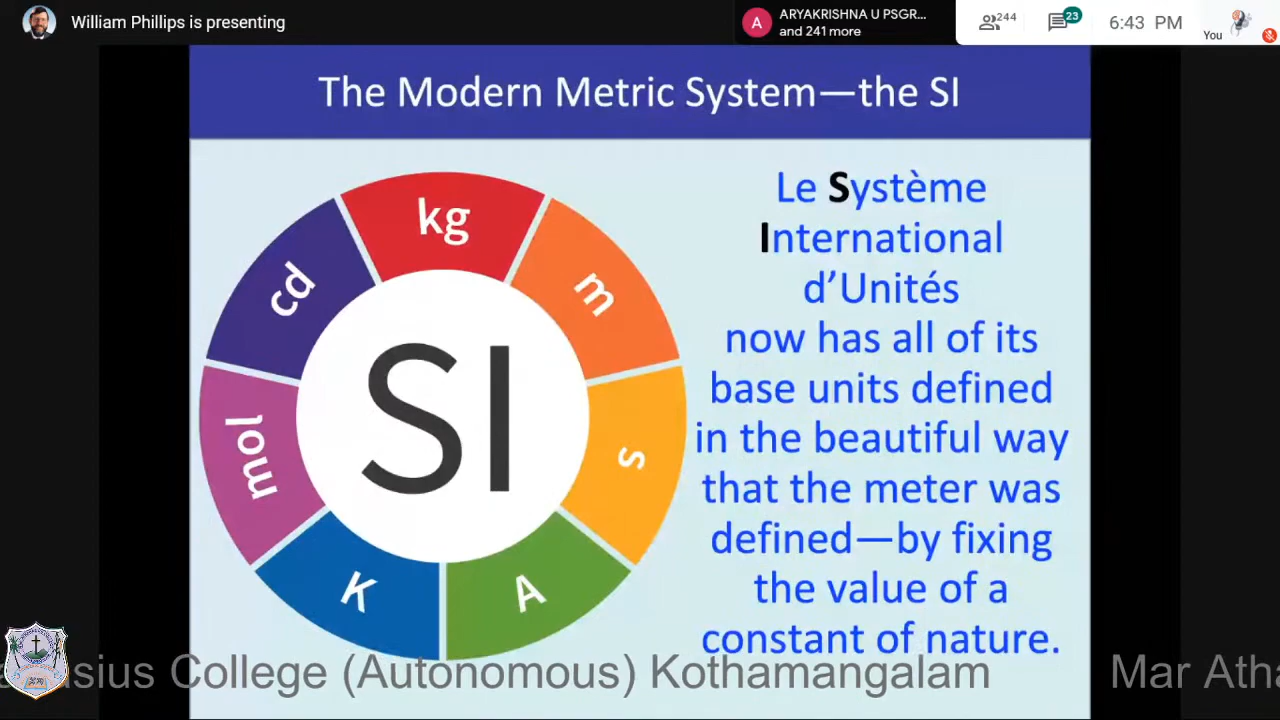 William Phillips is presenting
A
ARYAKRISHNA U PSGR...
and 241 more
244
23
6:43 PM
You
The Modern Metric System—the SI
kg
m
s
A
K
mol
cd
SI
Le Système
International
d’Unités
now has all of its
base units defined
in the beautiful way
that the meter was
defined—by fixing
the value of a
constant of nature.
asius College (Autonomous) Kothamangalam
Mar Atha